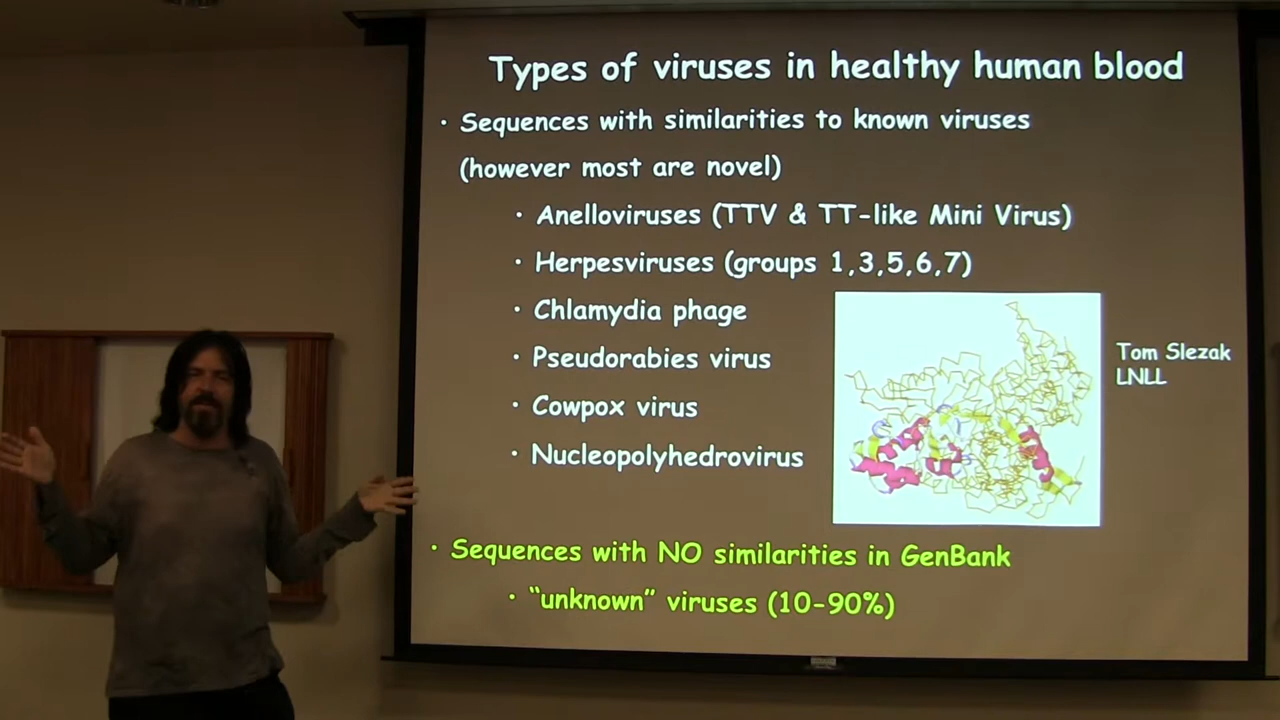 Types of viruses in healthy human blood
• Sequences with similarities to known viruses
(however most are novel)
• Anelloviruses (TTV & TT-like Mini Virus)
• Herpesviruses (groups 1,3,5,6,7)
• Chlamydia phage
• Pseudorabies virus
• Cowpox virus
• Nucleopolyhedrovirus
Tom Slezak
LNLL
• Sequences with NO similarities in GenBank
• “unknown” viruses (10-90%)